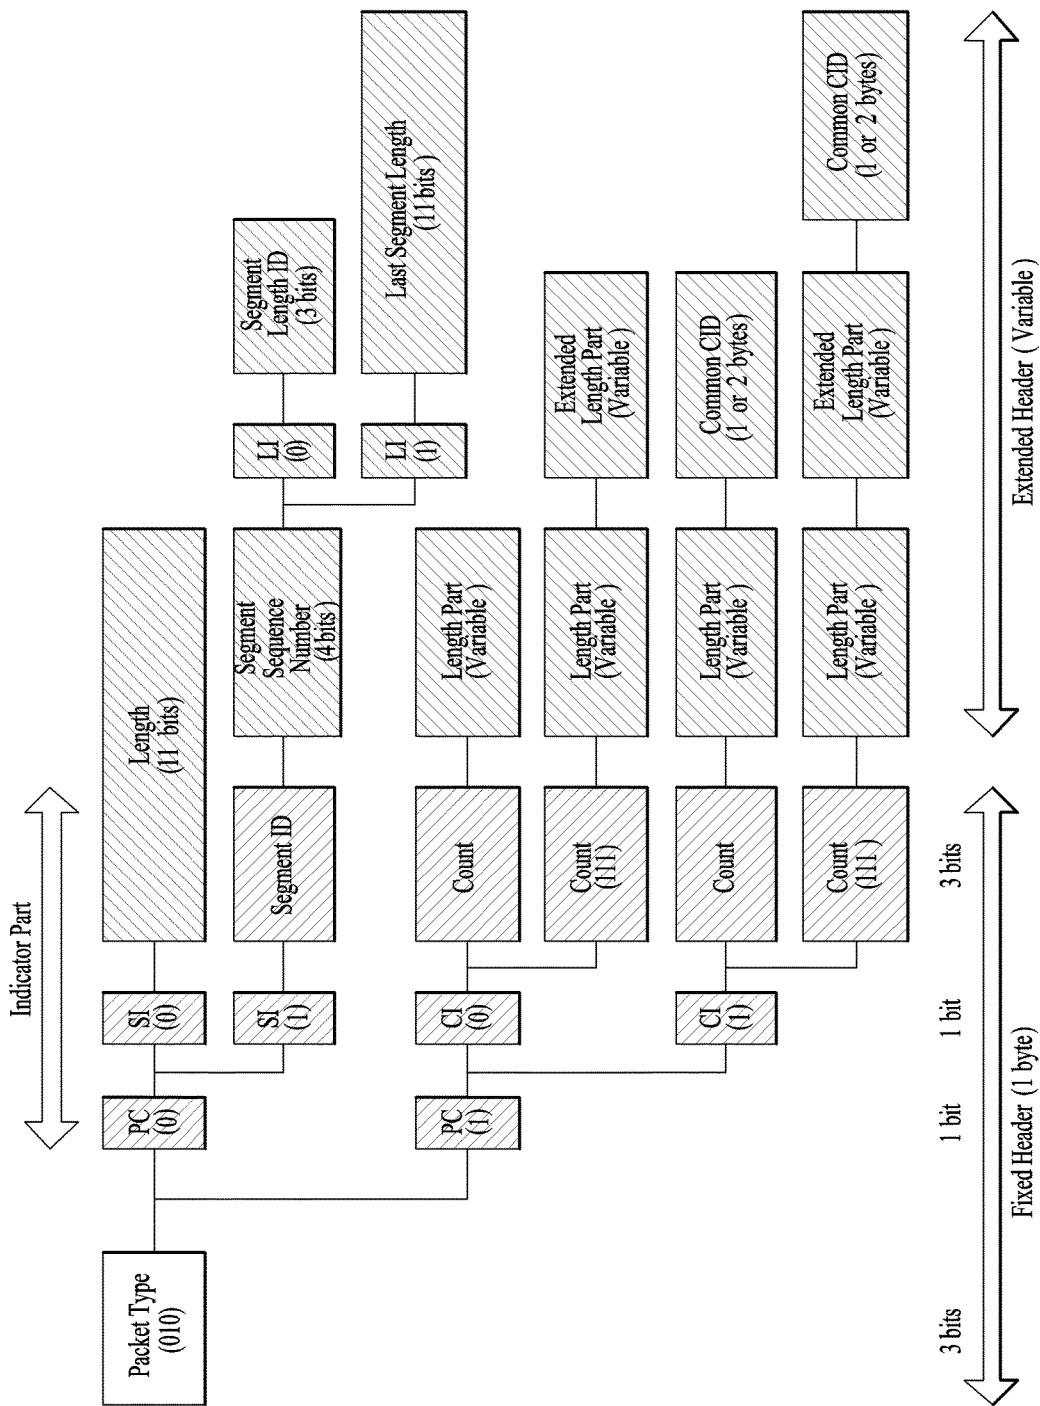 Indicator Part
Packet Type
(010)
PC
(0)
SI
(0)
Length
(11 bits)
SI
(1)
Segment ID
Segment
Sequence
Number
(4 bits)
LI
(0)
Segment
Length ID
(3 bits)
LI
(1)
Last Segment Length
(11 bits)
PC
(1)
CI
(0)
Count
Length Part
(Variable)
Count
(111)
Length Part
(Variable)
Extended
Length Part
(Variable)
CI
(1)
Count
Length Part
(Variable)
Common CID
(1 or 2 bytes)
Count
(111)
Length Part
(Variable)
Extended
Length Part
(Variable)
Common CID
(1 or 2 bytes)
3 bits
1 bit
1 bit
3 bits
Fixed Header (1 byte)
Extended Header (Variable)